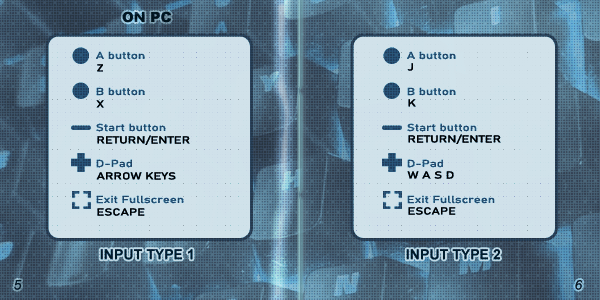 ON PC
A button
Z
B button
X
Start button
RETURN/ENTER
D-Pad
ARROW KEYS
Exit Fullscreen
ESCAPE
INPUT TYPE 1
5
A button
J
B button
K
Start button
RETURN/ENTER
D-Pad
W A S D
Exit Fullscreen
ESCAPE
INPUT TYPE 2
6